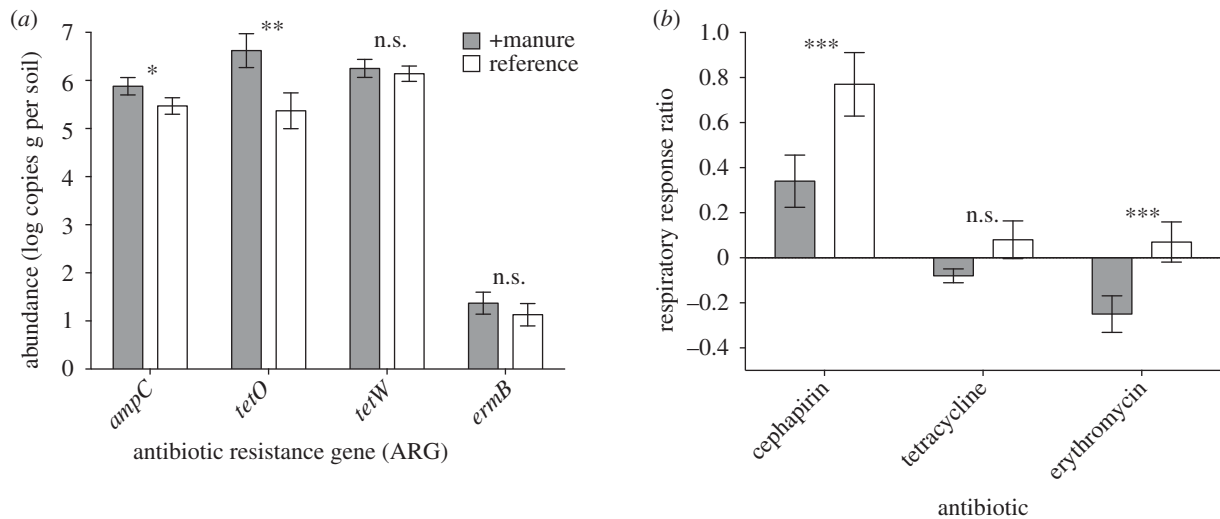 (a)
abundance (log copies g per soil)
7
6
5
4
3
2
1
0
*
**
n.s.
n.s.
+manure
reference
ampC
tetO
tetW
ermB
antibiotic resistance gene (ARG)
(b)
respiratory response ratio
1.0
0.8
0.6
0.4
0.2
0
–0.2
–0.4
***
n.s.
***
cephapirin
tetracycline
erythromycin
antibiotic